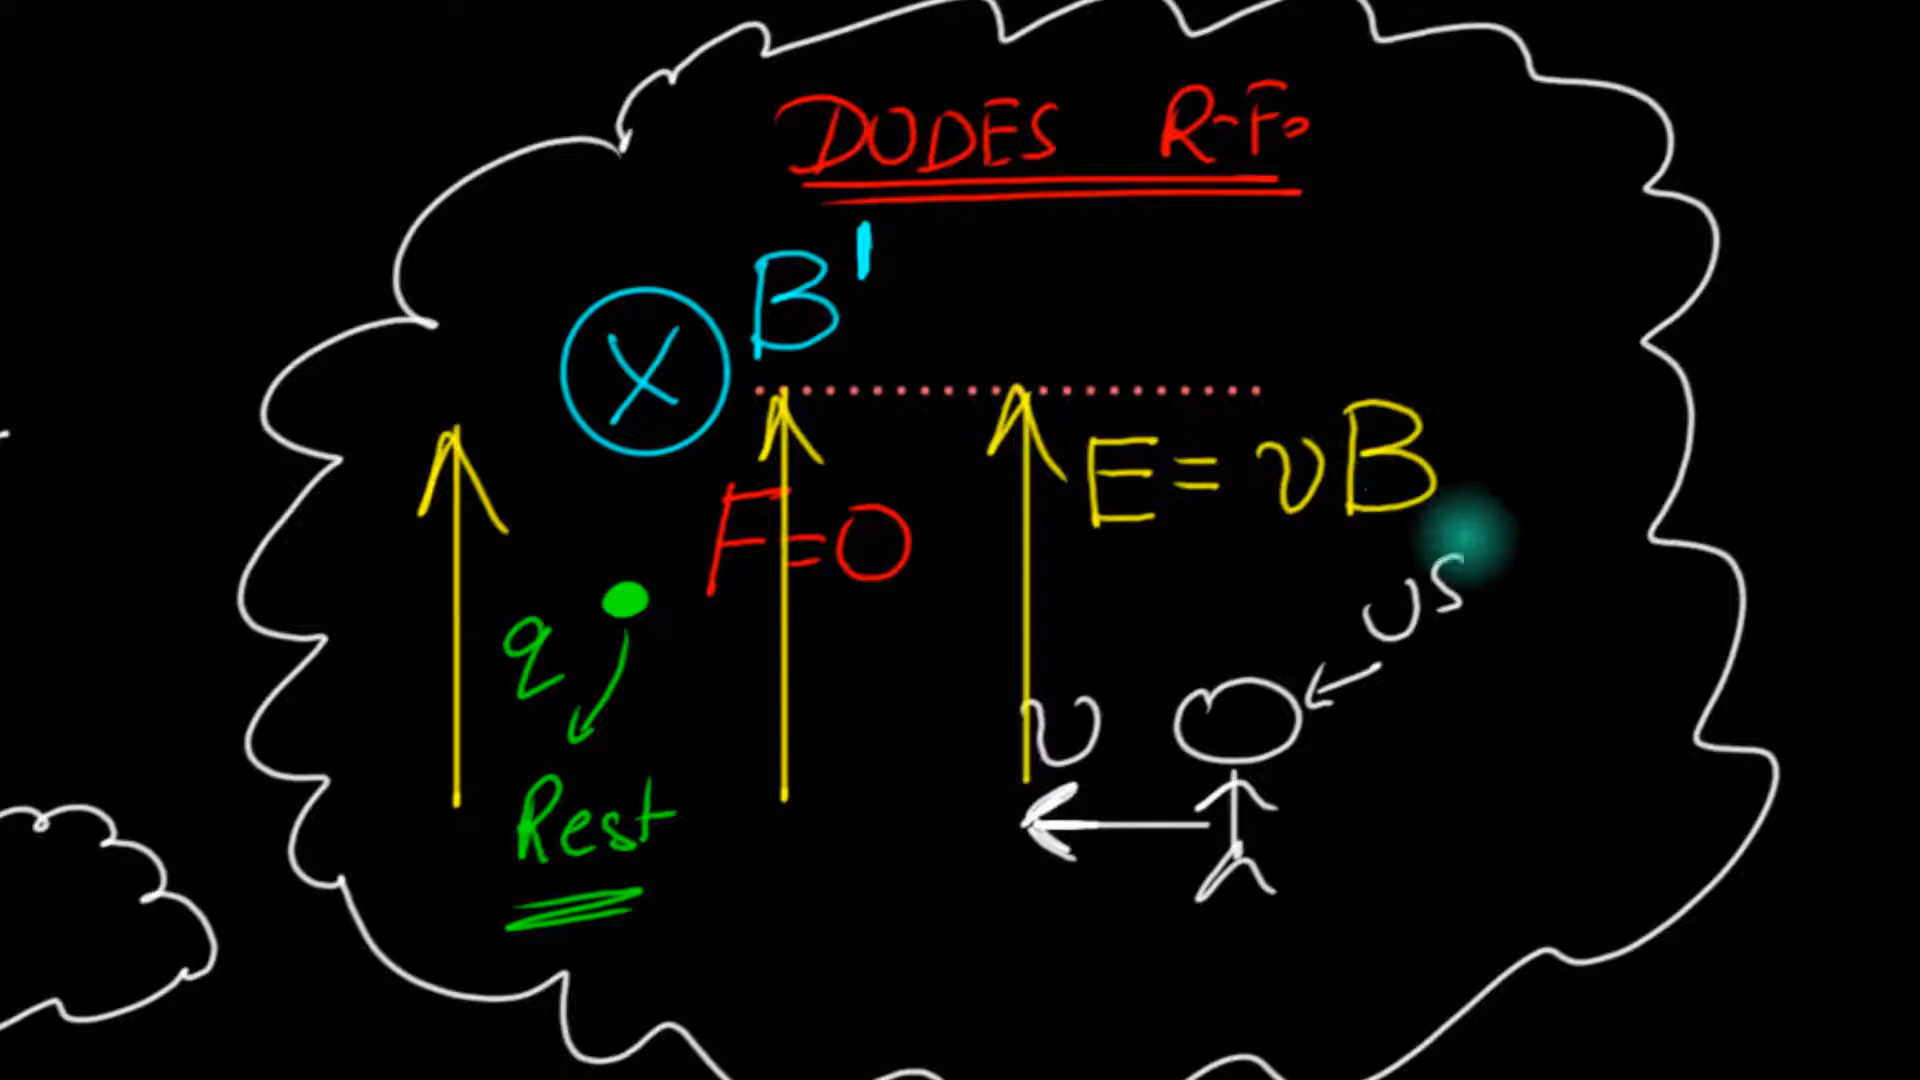 DUDES R.F.
X B'
E = vB
F=0
us
q
v
Rest